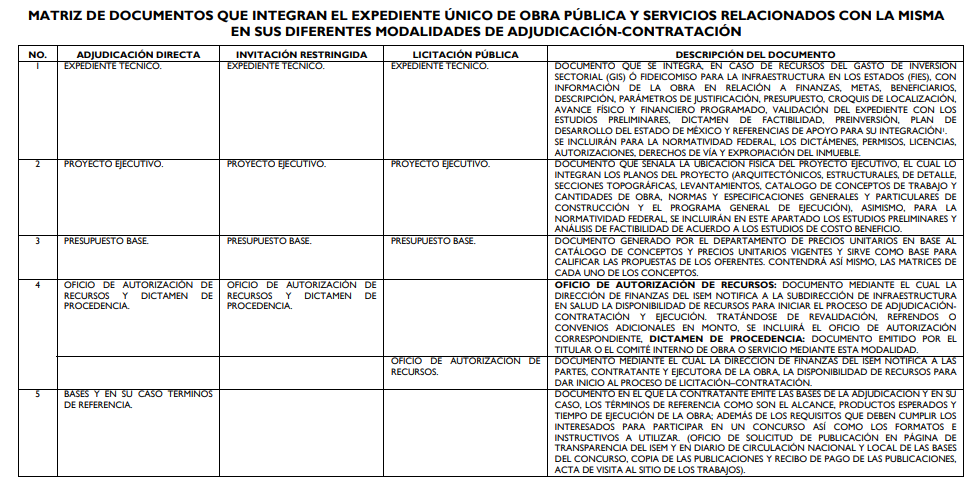 MATRIZ DE DOCUMENTOS QUE INTEGRAN EL EXPEDIENTE ÚNICO DE OBRA PÚBLICA Y SERVICIOS RELACIONADOS CON LA MISMA
EN SUS DIFERENTES MODALIDADES DE ADJUDICACIÓN-CONTRATACIÓN
NO. ADJUDICACIÓN DIRECTA INVITACIÓN RESTRINGIDA LICITACIÓN PÚBLICA DESCRIPCIÓN DEL DOCUMENTO
1 EXPEDIENTE TECNICO. EXPEDIENTE TECNICO. EXPEDIENTE TECNICO. DOCUMENTO QUE SE INTEGRA, EN CASO DE RECURSOS DEL GASTO DE INVERSIÓN
SECTORIAL (GIS) Ó FIDEICOMISO PARA LA INFRAESTRUCTURA EN LOS ESTADOS (FIES), CON
INFORMACIÓN DE LA OBRA EN RELACIÓN A FINANZAS, METAS, BENEFICIARIOS,
DESCRIPCIÓN, PARÁMETROS DE JUSTIFICACIÓN, PRESUPUESTO, CROQUIS DE LOCALIZACIÓN,
AVANCE FÍSICO Y FINANCIERO PROGRAMADO, VALIDACIÓN DEL EXPEDIENTE CON LOS
ESTUDIOS PRELIMINARES, DICTAMEN DE FACTIBILIDAD, PREINVERSIÓN, PLAN DE
DESARROLLO DEL ESTADO DE MÉXICO Y REFERENCIAS DE APOYO PARA SU INTEGRACIÓN¹.
SE INCLUIRÁN PARA LA NORMATIVIDAD FEDERAL, LOS DICTÁMENES, PERMISOS, LICENCIAS,
AUTORIZACIONES, DERECHOS DE VÍA Y EXPROPIACIÓN DEL INMUEBLE.
2 PROYECTO EJECUTIVO. PROYECTO EJECUTIVO. PROYECTO EJECUTIVO. DOCUMENTO QUE SEÑALA LA UBICACION FISICA DEL PROYECTO EJECUTIVO, EL CUAL LO
INTEGRAN LOS PLANOS DEL PROYECTO (ARQUITECTÓNICOS, ESTRUCTURALES, DE DETALLE,
SECCIONES TOPOGRÁFICAS, LEVANTAMIENTOS, CATALOGO DE CONCEPTOS DE TRABAJO Y
CANTIDADES DE OBRA, NORMAS Y ESPECIFICACIONES GENERALES Y PARTICULARES DE
CONSTRUCCIÓN Y EL PROGRAMA GENERAL DE EJECUCIÓN), ASIMISMO, PARA LA
NORMATIVIDAD FEDERAL, SE INCLUIRÁN EN ESTE APARTADO LOS ESTUDIOS PRELIMINARES Y
ANÁLISIS DE FACTIBILIDAD DE ACUERDO A LOS ESTUDIOS DE COSTO BENEFICIO.
3 PRESUPUESTO BASE. PRESUPUESTO BASE. PRESUPUESTO BASE. DOCUMENTO GENERADO POR EL DEPARTAMENTO DE PRECIOS UNITARIOS EN BASE AL
CATÁLOGO DE CONCEPTOS Y PRECIOS UNITARIOS VIGENTES Y SIRVE COMO BASE PARA
CALIFICAR LAS PROPUESTAS DE LOS OFERENTES. CONTENDRÁ ASÍ MISMO, LAS MATRICES DE
CADA UNO DE LOS CONCEPTOS.
4 OFICIO DE AUTORIZACIÓN DE OFICIO DE AUTORIZACIÓN DE OFICIO DE AUTORIZACIÓN DE RECURSOS: DOCUMENTO MEDIANTE EL CUAL LA
RECURSOS Y DICTAMEN DE RECURSOS Y DICTAMEN DE DIRECCIÓN DE FINANZAS DEL ISEM NOTIFICA A LA SUBDIRECCIÓN DE INFRAESTRUCTURA
PROCEDENCIA. PROCEDENCIA. EN SALUD LA DISPONIBILIDAD DE RECURSOS PARA INICIAR EL PROCESO DE ADJUDICACIÓN-
CONTRATACIÓN Y EJECUCIÓN. TRATÁNDOSE DE REVALIDACIÓN, REFRENDOS O
CONVENIOS ADICIONALES EN MONTO, SE INCLUIRÁ EL OFICIO DE AUTORIZACIÓN
CORRESPONDIENTE, DICTAMEN DE PROCEDENCIA: DOCUMENTO EMITIDO POR EL
TITULAR O EL COMITÉ INTERNO DE OBRA O SERVICIO MEDIANTE ESTA MODALIDAD.
OFICIO DE AUTORIZACIÓN DE DOCUMENTO MEDIANTE EL CUAL LA DIRECCION DE FINANZAS DEL ISEM NOTIFICA A LAS
RECURSOS. PARTES, CONTRATANTE Y EJECUTORA DE LA OBRA, LA DISPONIBILIDAD DE RECURSOS PARA
DAR INICIO AL PROCESO DE LICITACIÓN–CONTRATACIÓN.
5 BASES Y EN SU CASO TERMINOS DOCUMENTO EN EL QUE LA CONTRATANTE EMITE LAS BASES DE LA ADJUDICACIÓN Y EN SU
DE REFERENCIA. CASO, LOS TÉRMINOS DE REFERENCIA COMO SON EL ALCANCE, PRODUCTOS ESPERADOS Y
TIEMPO DE EJECUCIÓN DE LA OBRA; ADEMÁS DE LOS REQUISITOS QUE DEBEN CUMPLIR LOS
INTERESADOS PARA PARTICIPAR EN UN CONCURSO ASÍ COMO LOS FORMATOS E
INSTRUCTIVOS A UTILIZAR. (OFICIO DE SOLICITUD DE PUBLICACIÓN EN PÁGINA DE
TRANSPARENCIA DEL ISEM Y EN DIARIO DE CIRCULACIÓN NACIONAL Y LOCAL DE LAS BASES
DEL CONCURSO, COPIA DE LAS PUBLICACIONES Y RECIBO DE PAGO DE LAS PUBLICACIONES,
ACTA DE VISITA AL SITIO DE LOS TRABAJOS).